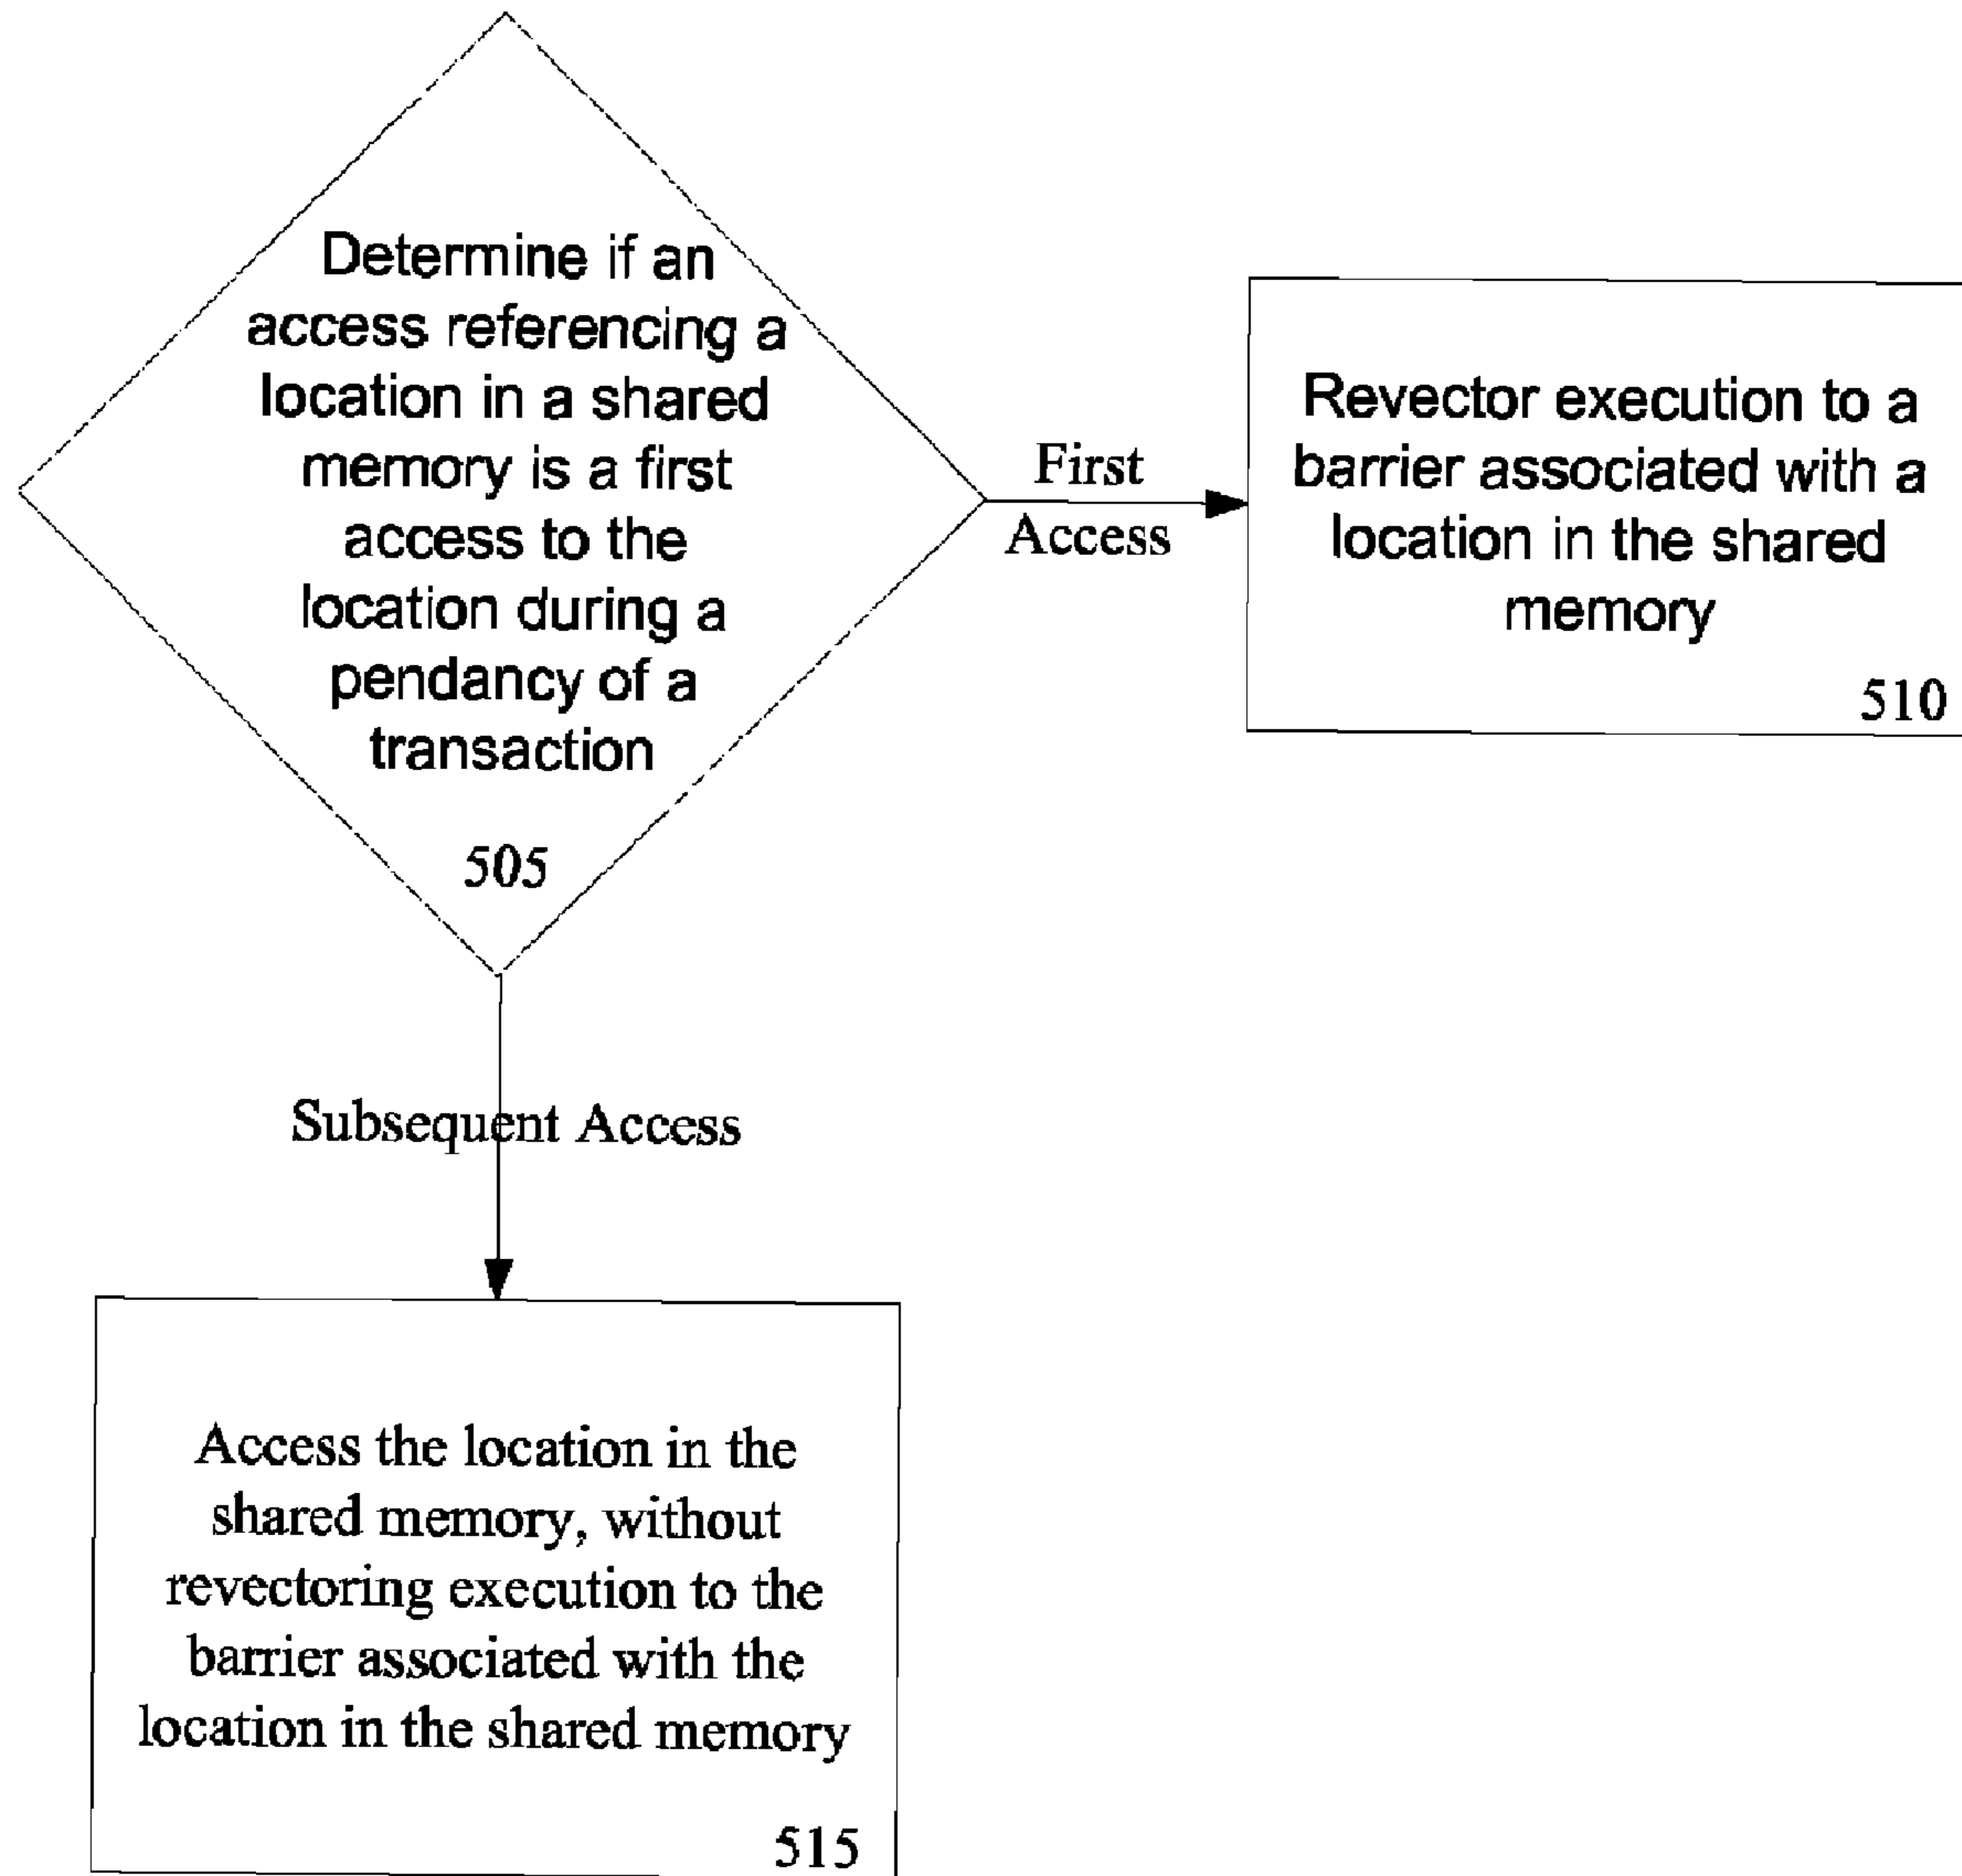 Determine if an
access referencing a
location in a shared
memory is a first
access to the
location during a
pendancy of a
transaction
505
First
Access
Revector execution to a
barrier associated with a
location in the shared
memory
510
Subsequent Access
Access the location in the
shared memory, without
revectoring execution to the
barrier associated with the
location in the shared memory
515